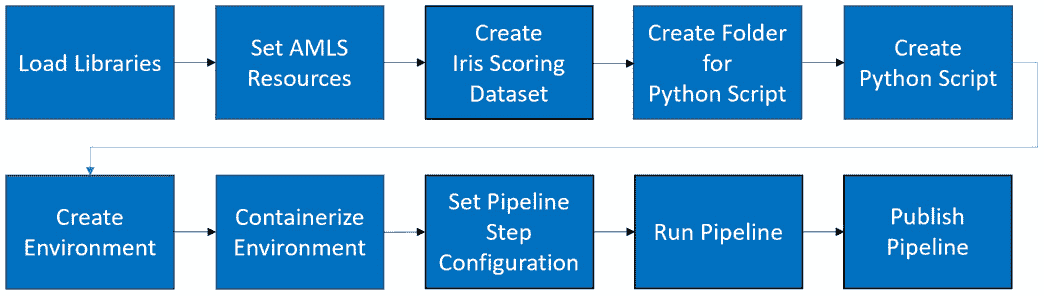 Load Libraries
Set AMLS
Resources
Create
Iris Scoring
Dataset
Create Folder
for
Python Script
Create
Python Script
Create
Environment
Containerize
Environment
Set Pipeline
Step
Configuration
Run Pipeline
Publish
Pipeline